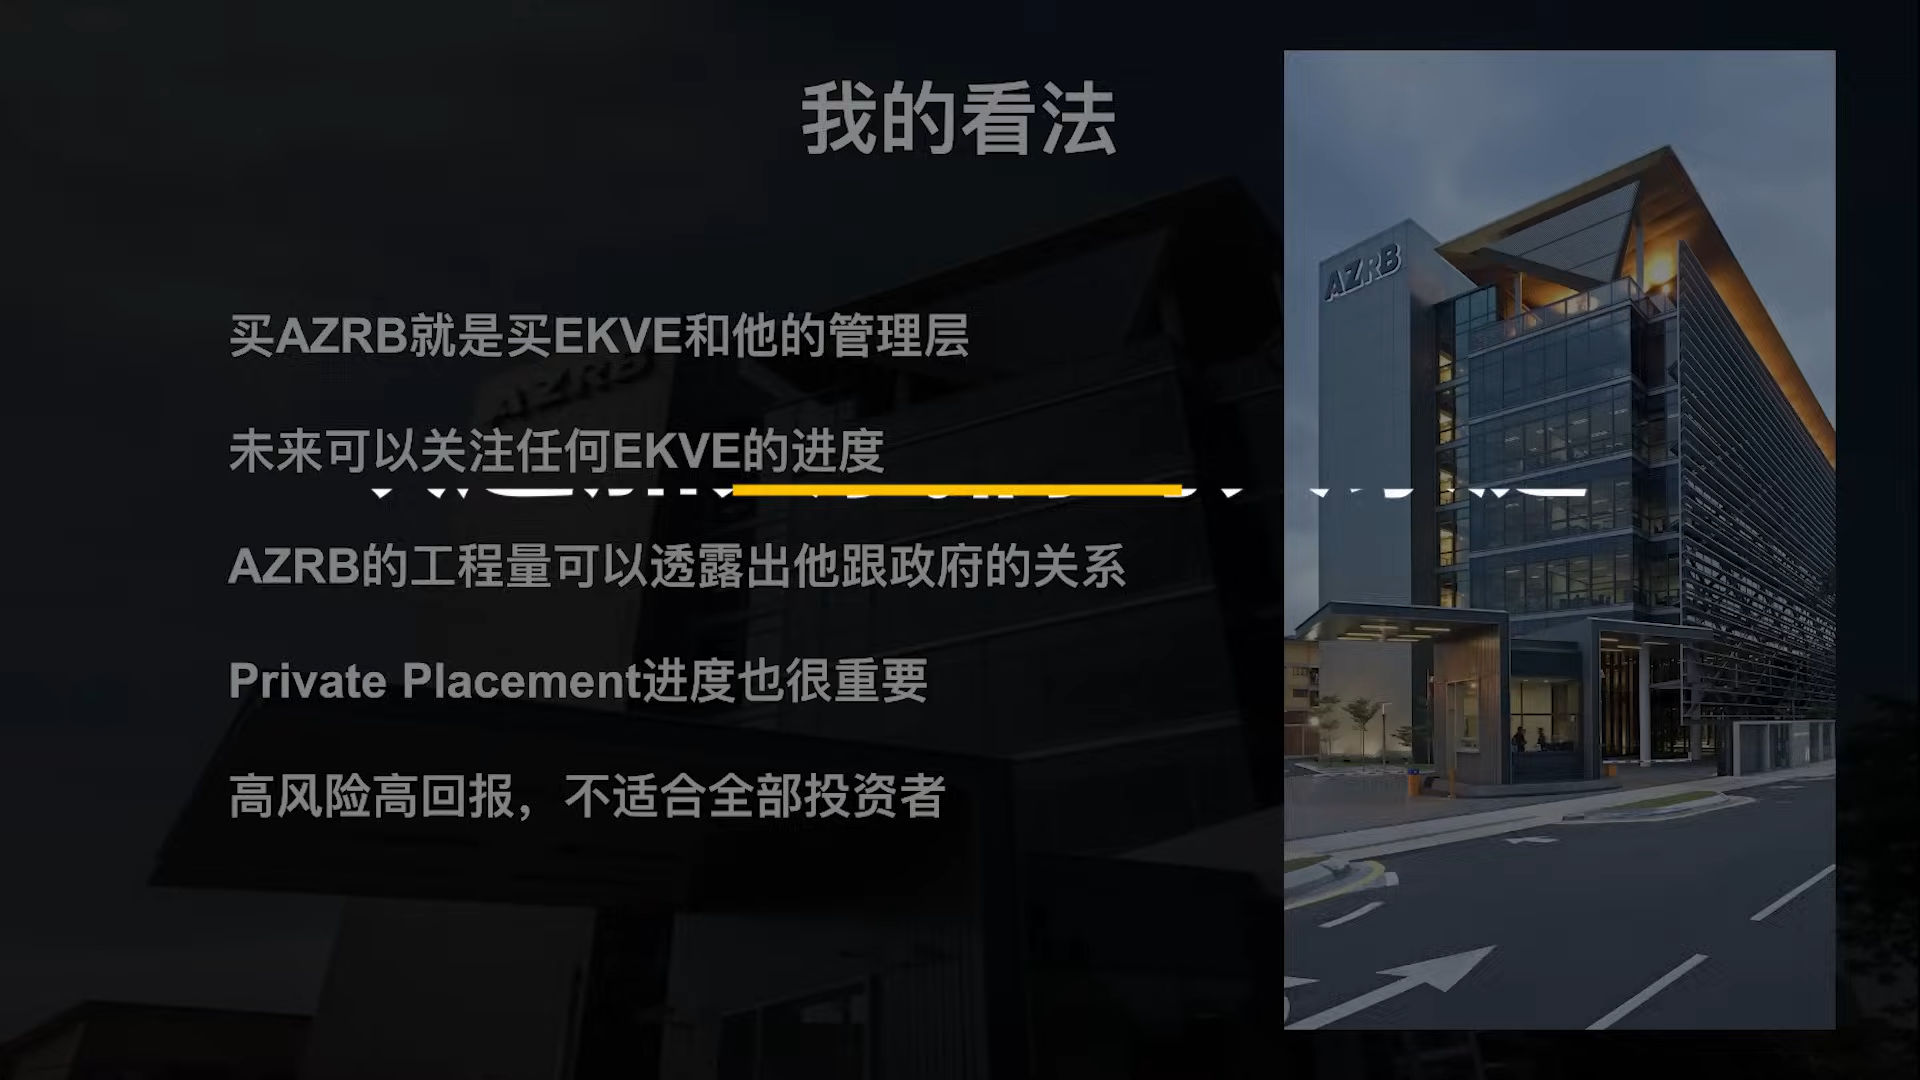 我的看法
AZRB
买AZRB就是买EKVE和他的管理层
AZRB
未来可以关注任何EKVE的进度
AZRB的工程量可以透露出他跟政府的关系
Private Placement进度也很重要
高风险高回报，不适合全部投资者